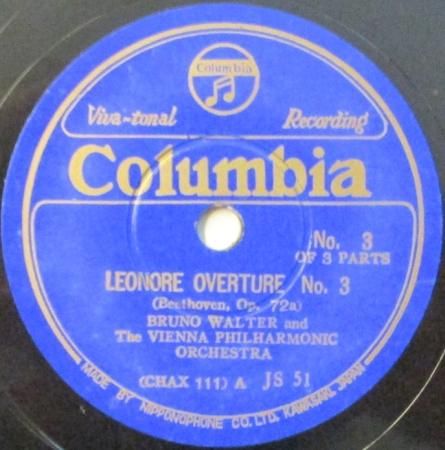 Columbia
Viva-tonal Recording
Columbia
No. 3
OF 3 PARTS
LEONORE OVERTURE No. 3
(Beethoven, Op. 72a)
BRUNO WALTER and
The VIENNA PHILHARMONIC
ORCHESTRA
(CHAX 111) A JS 51
MADE BY NIPPONOPHONE CO. LTD. KAWASAKI, JAPAN